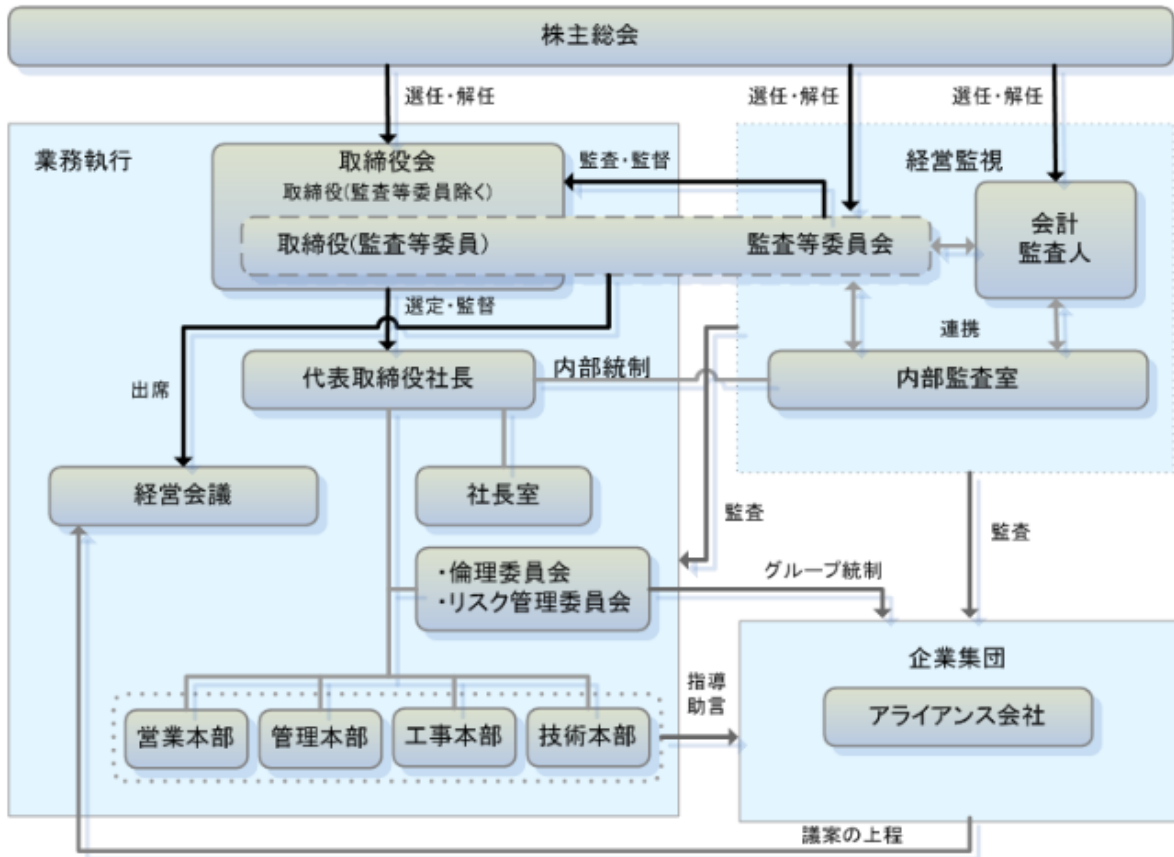 株主総会
選任・解任
選任・解任
選任・解任
業務執行
取締役会
取締役(監査等委員除く)
監査・監督
経営監視
取締役(監査等委員)
監査等委員会
会計
監査人
選定・監督
連携
代表取締役社長
内部統制
内部監査室
出席
経営会議
社長室
監査
監査
・倫理委員会
・リスク管理委員会
グループ統制
企業集団
指導
助言
アライアンス会社
営業本部
管理本部
工事本部
技術本部
議案の上程